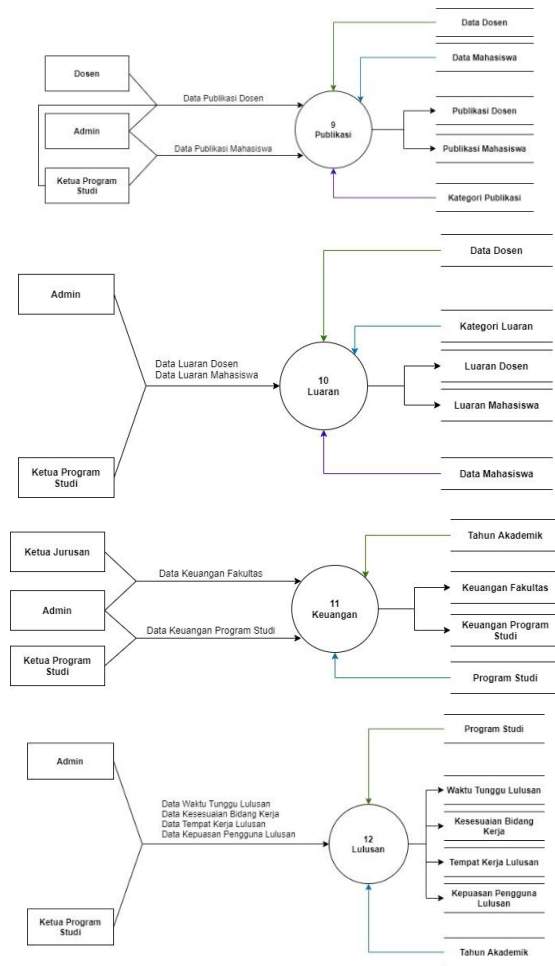 Data Dosen
Data Mahasiswa
Dosen
Data Publikasi Dosen
9
Publikasi
Publikasi Dosen
Admin
Data Publikasi Mahasiswa
Publikasi Mahasiswa
Ketua Program
Studi
Kategori Publikasi
Data Dosen
Admin
Kategori Luaran
Data Luaran Dosen
Data Luaran Mahasiswa
10
Luaran
Luaran Dosen
Luaran Mahasiswa
Ketua Program
Studi
Data Mahasiswa
Tahun Akademik
Ketua Jurusan
Data Keuangan Fakultas
Keuangan Fakultas
11
Keuangan
Admin
Data Keuangan Program Studi
Keuangan Program
Studi
Ketua Program
Studi
Program Studi
Program Studi
Admin
Waktu Tunggu Lulusan
Data Waktu Tunggu Lulusan
Data Kesesuaian Bidang Kerja
Data Tempat Kerja Lulusan
Data Kepuasan Pengguna Lulusan
12
Lulusan
Kesesuaian Bidang
Kerja
Tempat Kerja Lulusan
Kepuasan Pengguna
Lulusan
Ketua Program
Studi
Tahun Akademik